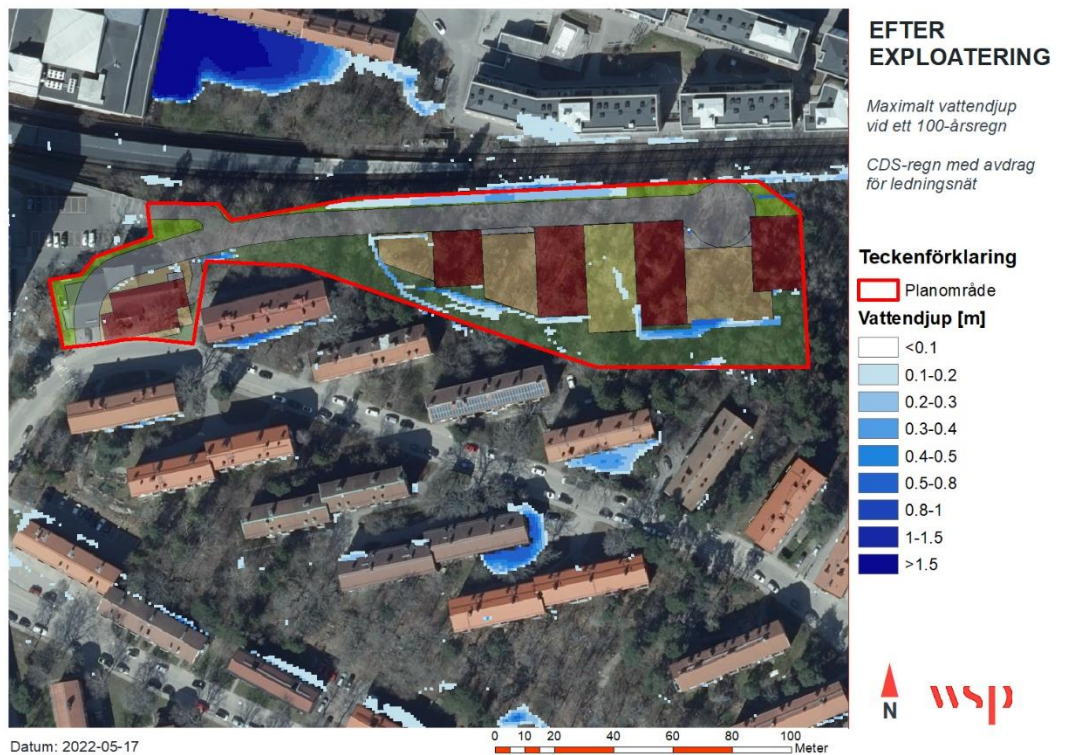 EFTER
EXPLOATERING
Maximalt vattendjup
vid ett 100-årsregn
CDS-regn med avdrag
för ledningsnät
Teckenförklaring
Planområde
Vattendjup [m]
<0.1
0.1-0.2
0.2-0.3
0.3-0.4
0.4-0.5
0.5-0.8
0.8-1
1-1.5
>1.5
N
wsp
Datum: 2022-05-17
0 10 20 40 60 80 100
Meter